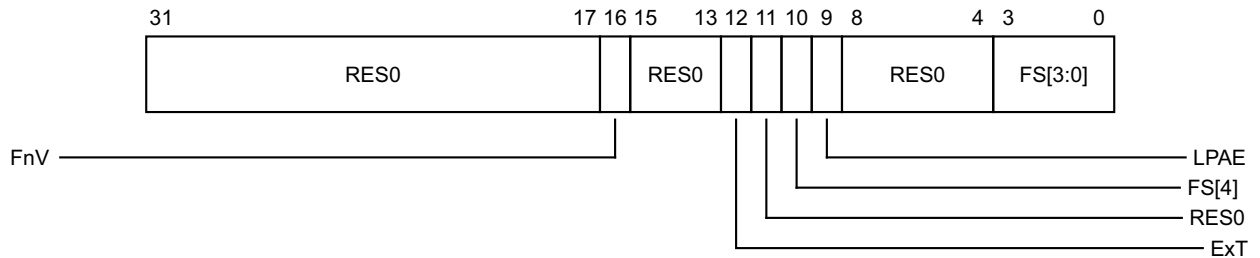 31 17 16 15 13 12 11 10 9 8 4 3 0
RES0 RES0 RES0 FS[3:0]
FnV LPAE
FS[4]
RES0
ExT